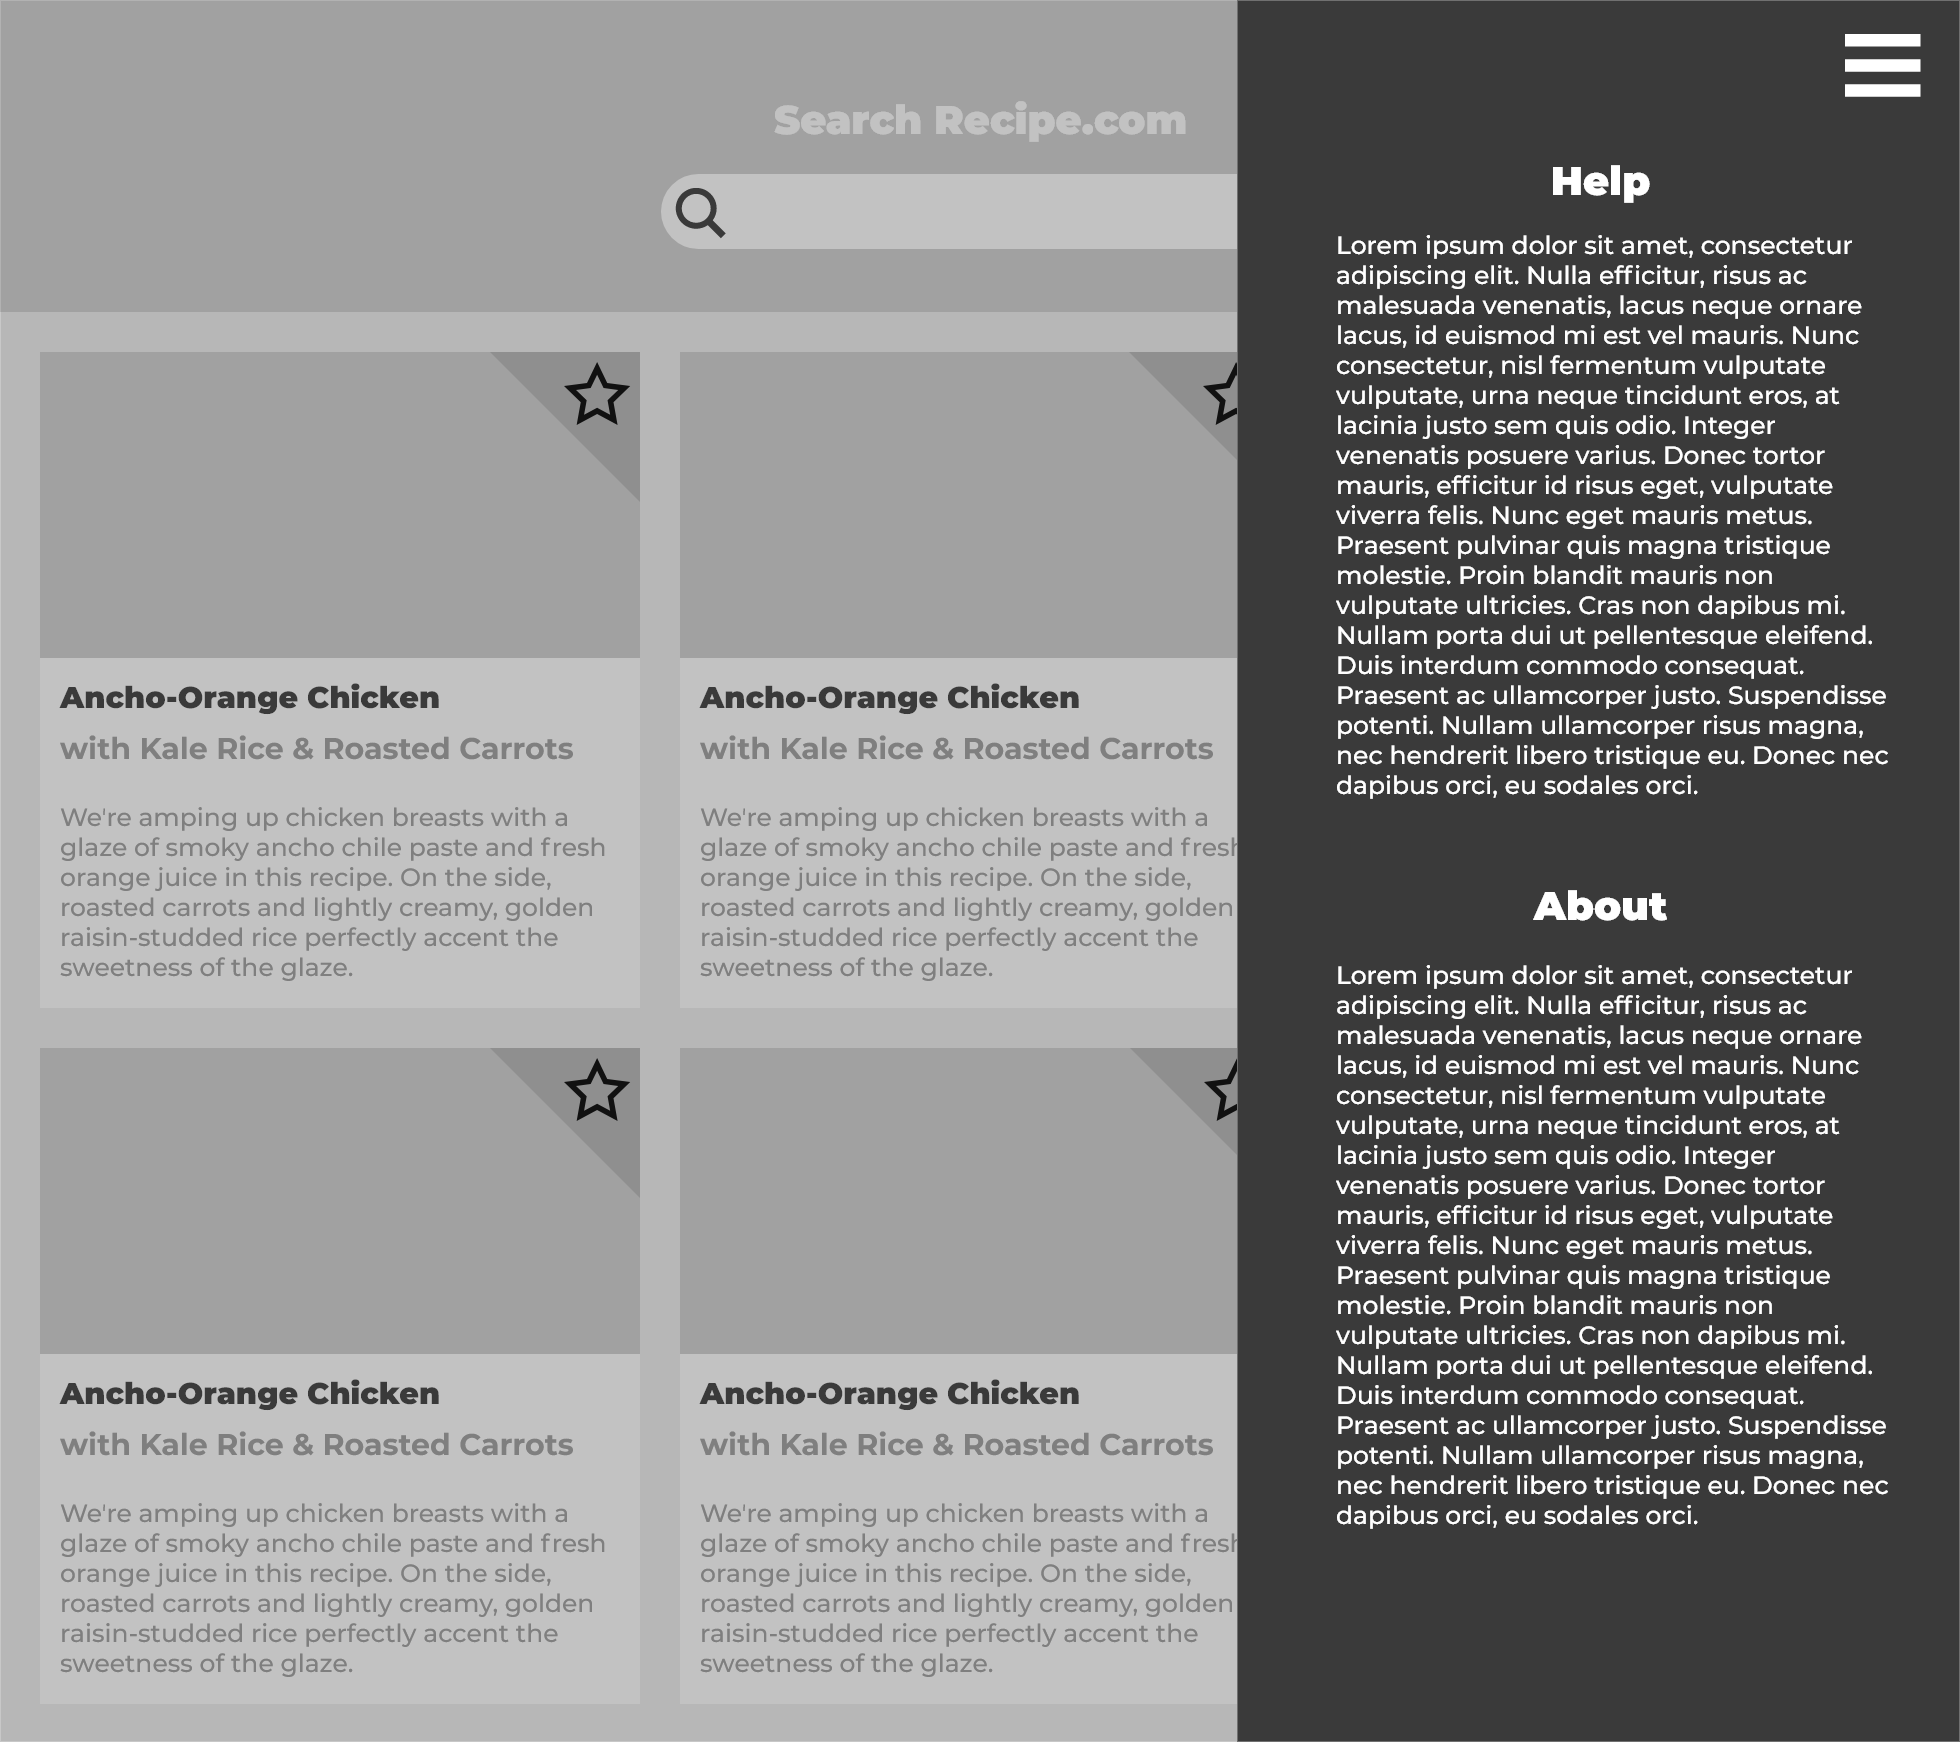 Search Recipe.com
Ancho-Orange Chicken
with Kale Rice & Roasted Carrots
We're amping up chicken breasts with a
glaze of smoky ancho chile paste and fresh
orange juice in this recipe. On the side,
roasted carrots and lightly creamy, golden
raisin-studded rice perfectly accent the
sweetness of the glaze.
Ancho-Orange Chicken
with Kale Rice & Roasted Carrots
We're amping up chicken breasts with a
glaze of smoky ancho chile paste and fresh
orange juice in this recipe. On the side,
roasted carrots and lightly creamy, golden
raisin-studded rice perfectly accent the
sweetness of the glaze.
Ancho-Orange Chicken
with Kale Rice & Roasted Carrots
We're amping up chicken breasts with a
glaze of smoky ancho chile paste and fresh
orange juice in this recipe. On the side,
roasted carrots and lightly creamy, golden
raisin-studded rice perfectly accent the
sweetness of the glaze.
Ancho-Orange Chicken
with Kale Rice & Roasted Carrots
We're amping up chicken breasts with a
glaze of smoky ancho chile paste and fresh
orange juice in this recipe. On the side,
roasted carrots and lightly creamy, golden
raisin-studded rice perfectly accent the
sweetness of the glaze.
Help
Lorem ipsum dolor sit amet, consectetur
adipiscing elit. Nulla efficitur, risus ac
malesuada venenatis, lacus neque ornare
lacus, id euismod mi est vel mauris. Nunc
consectetur, nisl fermentum vulputate
vulputate, urna neque tincidunt eros, at
lacinia justo sem quis odio. Integer
venenatis posuere varius. Donec tortor
mauris, efficitur id risus eget, vulputate
viverra felis. Nunc eget mauris metus.
Praesent pulvinar quis magna tristique
molestie. Proin blandit mauris non
vulputate ultricies. Cras non dapibus mi.
Nullam porta dui ut pellentesque eleifend.
Duis interdum commodo consequat.
Praesent ac ullamcorper justo. Suspendisse
potenti. Nullam ullamcorper risus magna,
nec hendrerit libero tristique eu. Donec nec
dapibus orci, eu sodales orci.
About
Lorem ipsum dolor sit amet, consectetur
adipiscing elit. Nulla efficitur, risus ac
malesuada venenatis, lacus neque ornare
lacus, id euismod mi est vel mauris. Nunc
consectetur, nisl fermentum vulputate
vulputate, urna neque tincidunt eros, at
lacinia justo sem quis odio. Integer
venenatis posuere varius. Donec tortor
mauris, efficitur id risus eget, vulputate
viverra felis. Nunc eget mauris metus.
Praesent pulvinar quis magna tristique
molestie. Proin blandit mauris non
vulputate ultricies. Cras non dapibus mi.
Nullam porta dui ut pellentesque eleifend.
Duis interdum commodo consequat.
Praesent ac ullamcorper justo. Suspendisse
potenti. Nullam ullamcorper risus magna,
nec hendrerit libero tristique eu. Donec nec
dapibus orci, eu sodales orci.